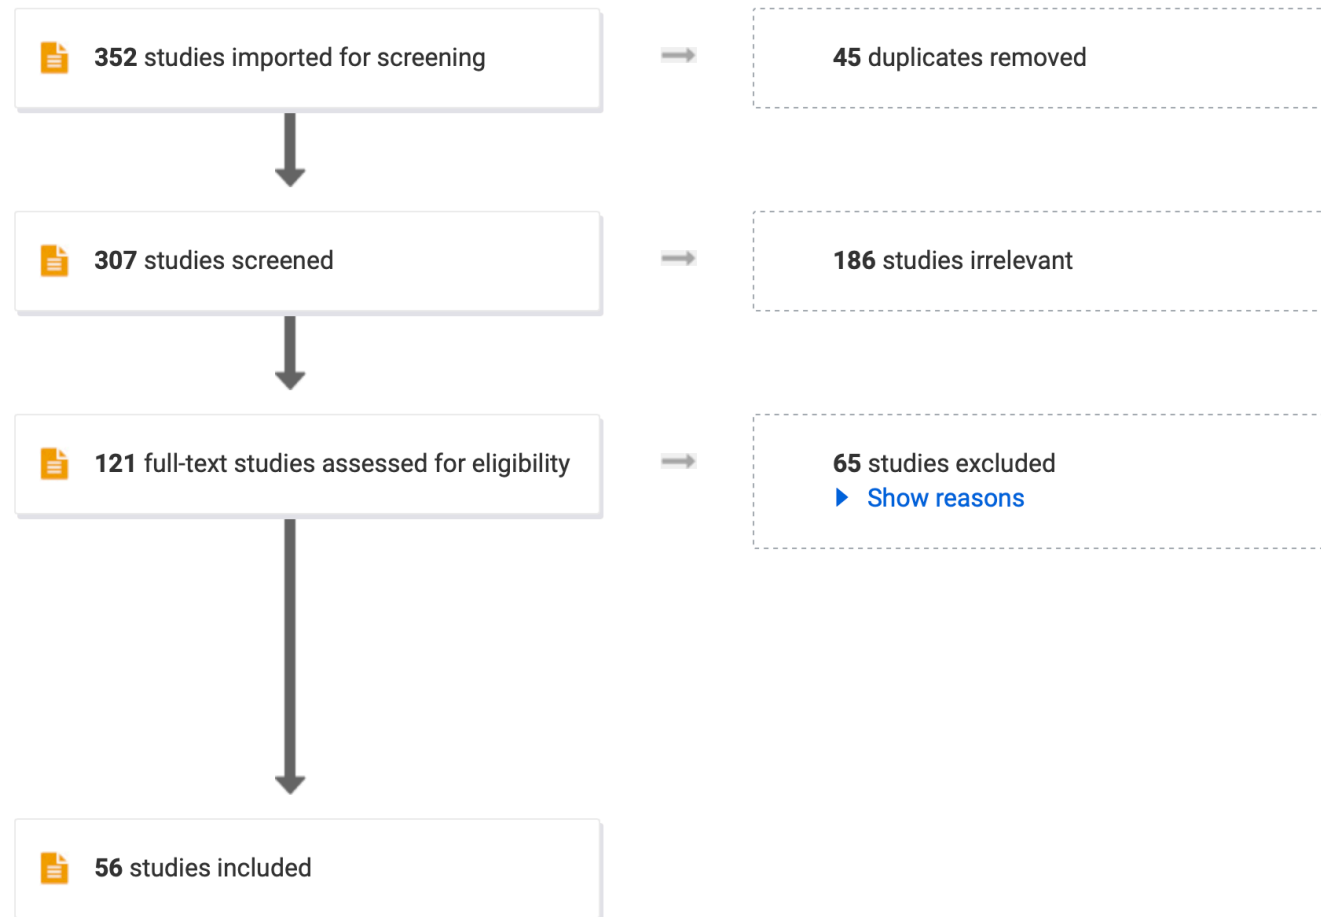 352 studies imported for screening
45 duplicates removed
307 studies screened
186 studies irrelevant
121 full-text studies assessed for eligibility
65 studies excluded
Show reasons
56 studies included